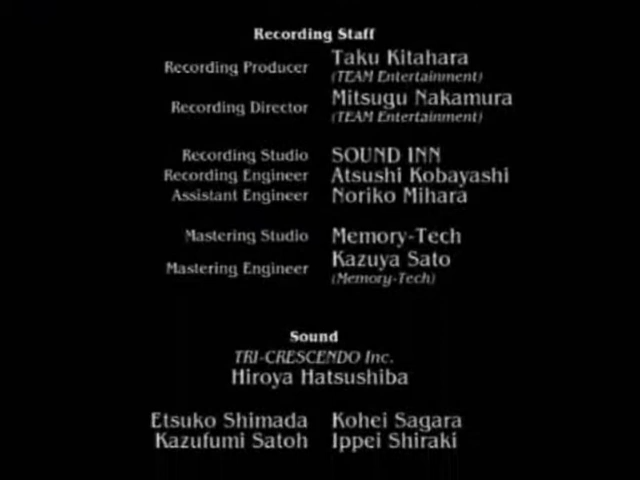 Recording Staff
Recording Producer Taku Kitahara
(TEAM Entertainment)
Recording Director Mitsugu Nakamura
(TEAM Entertainment)
Recording Studio SOUND INN
Recording Engineer Atsushi Kobayashi
Assistant Engineer Noriko Mihara
Mastering Studio Memory-Tech
Mastering Engineer Kazuya Sato
(Memory-Tech)
Sound
TRI-CRESCENDO Inc.
Hiroya Hatsushiba
Etsuko Shimada Kohei Sagara
Kazufumi Satoh Ippei Shiraki